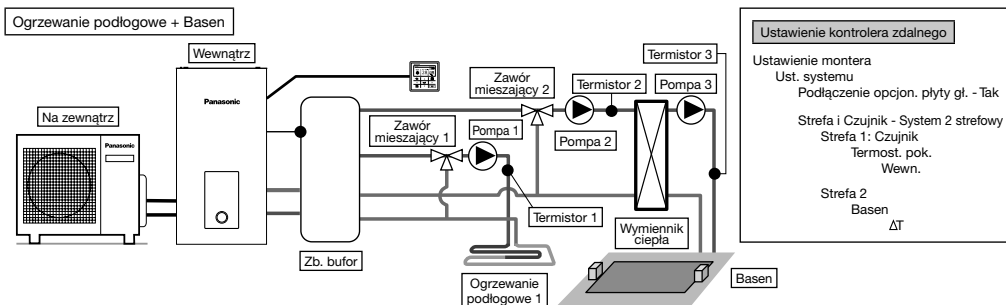 Ogrzewanie podłogowe + Basen
Wewnątrz
Panasonic
Na zewnątrz
Panasonic
Zb. bufor
Zawór
mieszający 1
Pompa 1
Termistor 1
Ogrzewanie
podłogowe 1
Zawór
mieszający 2
Termistor 2
Pompa 2
Termistor 3
Pompa 3
Wymiennik
ciepła
Basen
Ustawienie kontrolera zdalnego
Ustawienie montera
Ust. systemu
Podłączenie opcjon. płyty gł. - Tak
Strefa i Czujnik - System 2 strefowy
Strefa 1: Czujnik
Termost. pok.
Wewn.
Strefa 2
Basen
ΔT